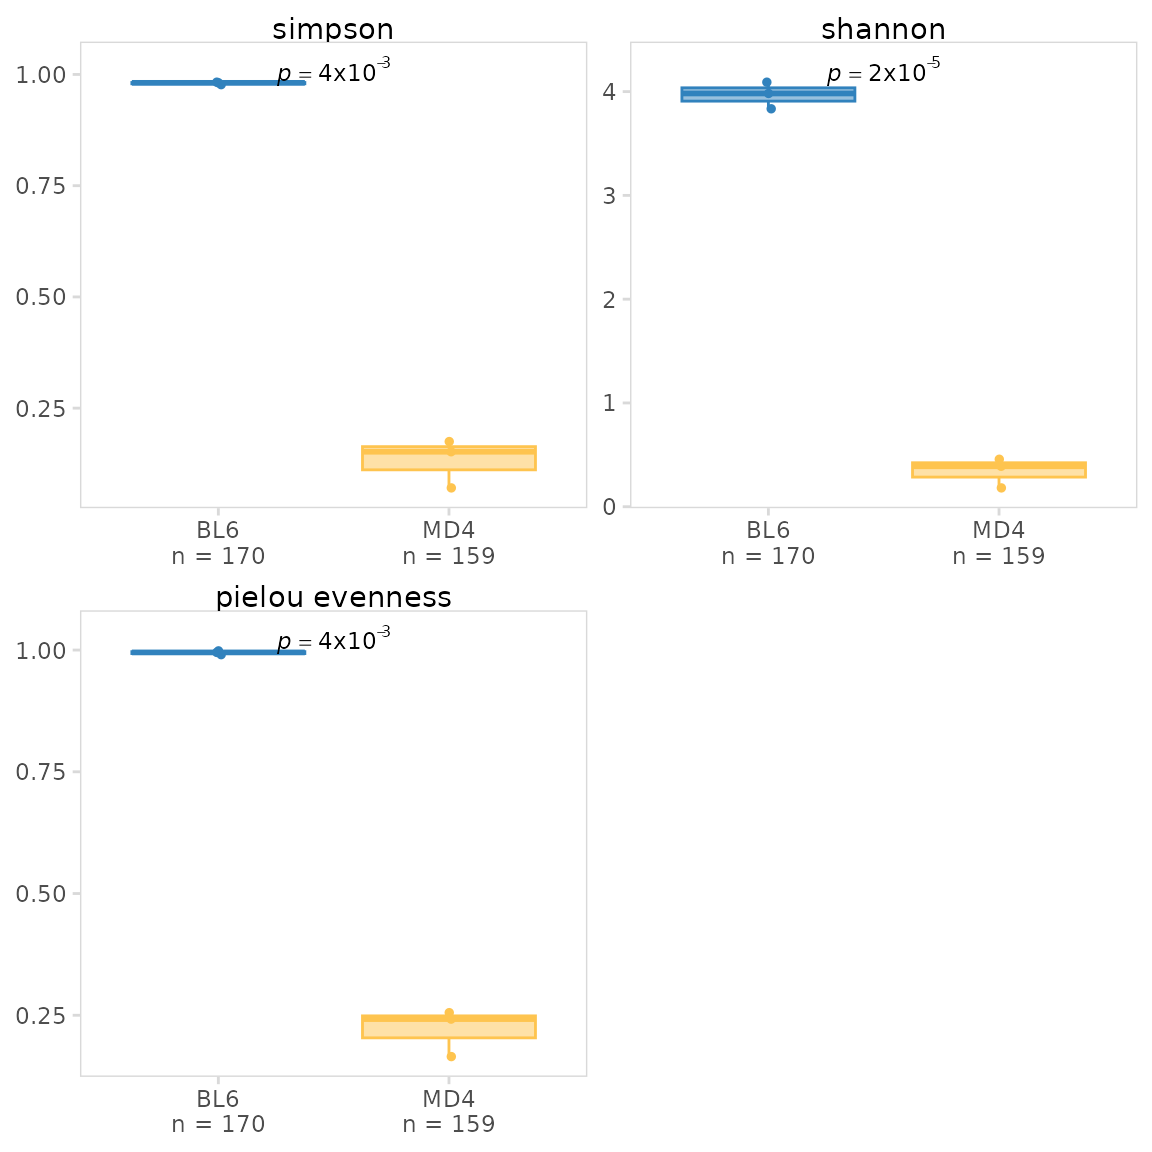 simpson
p = 4x10⁻³
1.00
0.75
0.50
0.25
BL6
n = 170
MD4
n = 159
shannon
p = 2x10⁻⁵
4
3
2
1
0
BL6
n = 170
MD4
n = 159
pielou evenness
p = 4x10⁻³
1.00
0.75
0.50
0.25
BL6
n = 170
MD4
n = 159